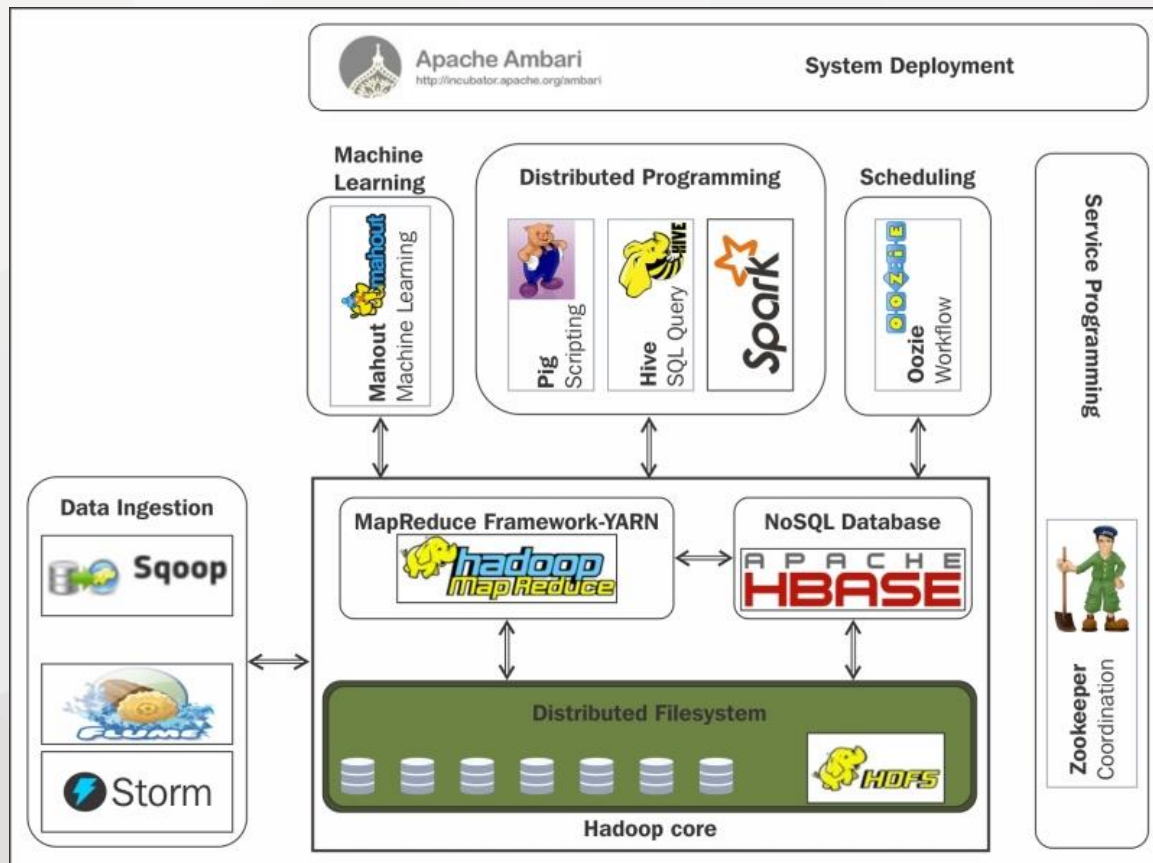 Apache Ambari
http://incubator.apache.org/ambari
System Deployment
Machine
Learning
mahout
Mahout
Machine Learning
Distributed Programming
Pig
Scripting
HIVE
Hive
SQL Query
Spark
Scheduling
OOZIE
Oozie
Workflow
Service Programming
Zookeeper
Coordination
Data Ingestion
Sqoop
FLUME
Storm
MapReduce Framework-YARN
hadoop
Map Reduce
NoSQL Database
APACHE
HBASE
Distributed Filesystem
HDFS
Hadoop core